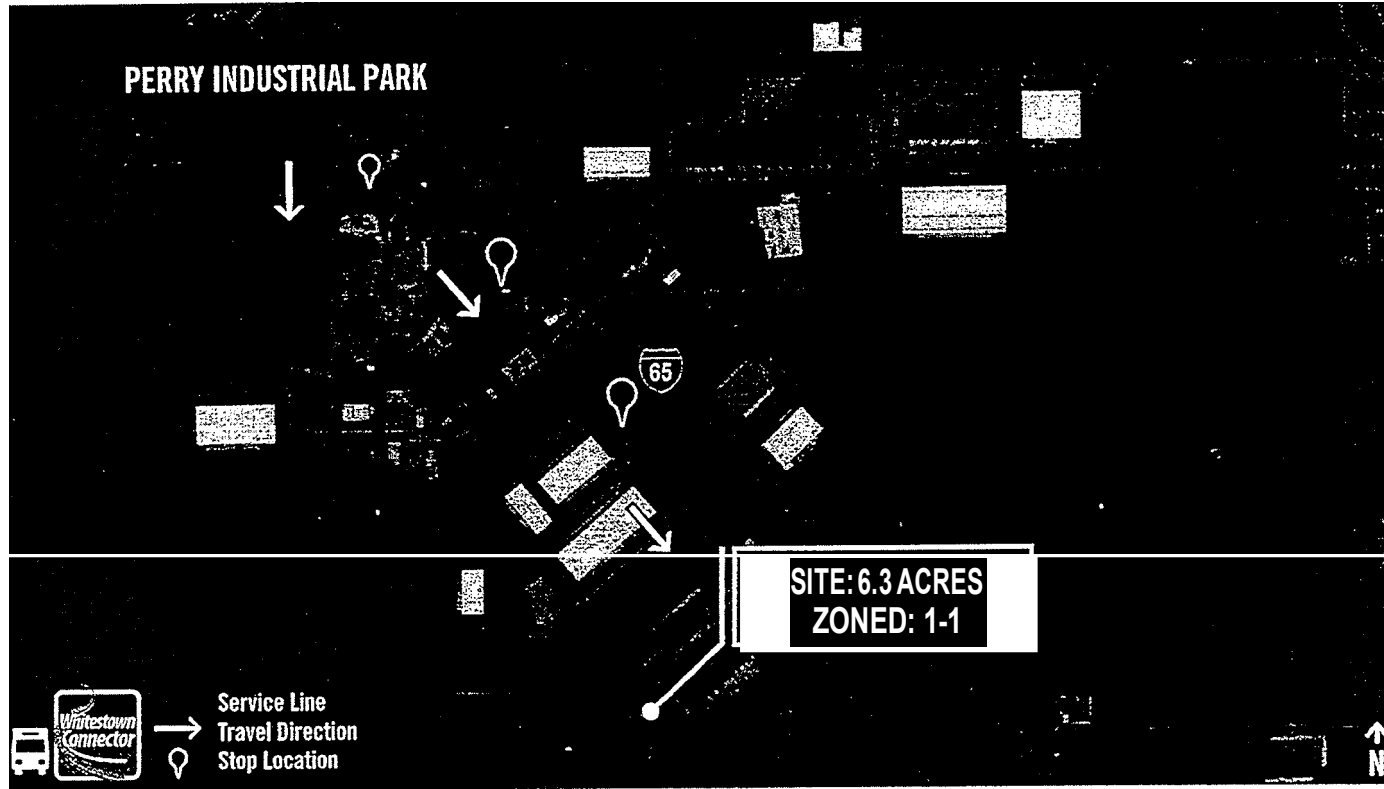 PERRY INDUSTRIAL PARK
65
SITE: 6.3 ACRES
ZONED: 1-1
Whitestown
Connector
Service Line
Travel Direction
Stop Location
N